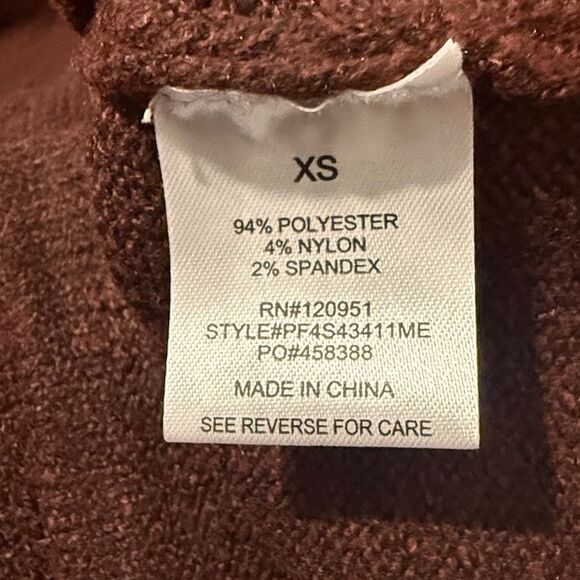 XS
94% POLYESTER
4% NYLON
2% SPANDEX
RN#120951
STYLE#PF4S43411ME
PO#458388
MADE IN CHINA
SEE REVERSE FOR CARE